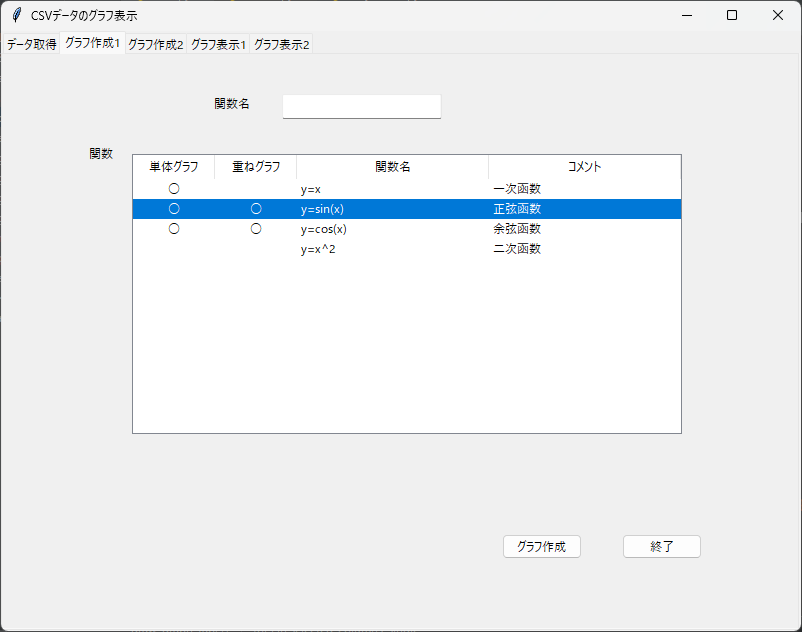 CSVデータのグラフ表示
データ取得 グラフ作成1 グラフ作成2 グラフ表示1 グラフ表示2
関数名
関数
単体グラフ 重ねグラフ 関数名 コメント
〇 y=x 一次函数
〇 〇 y=sin(x) 正弦函数
〇 〇 y=cos(x) 余弦函数
y=x^2 二次函数
グラフ作成 終了